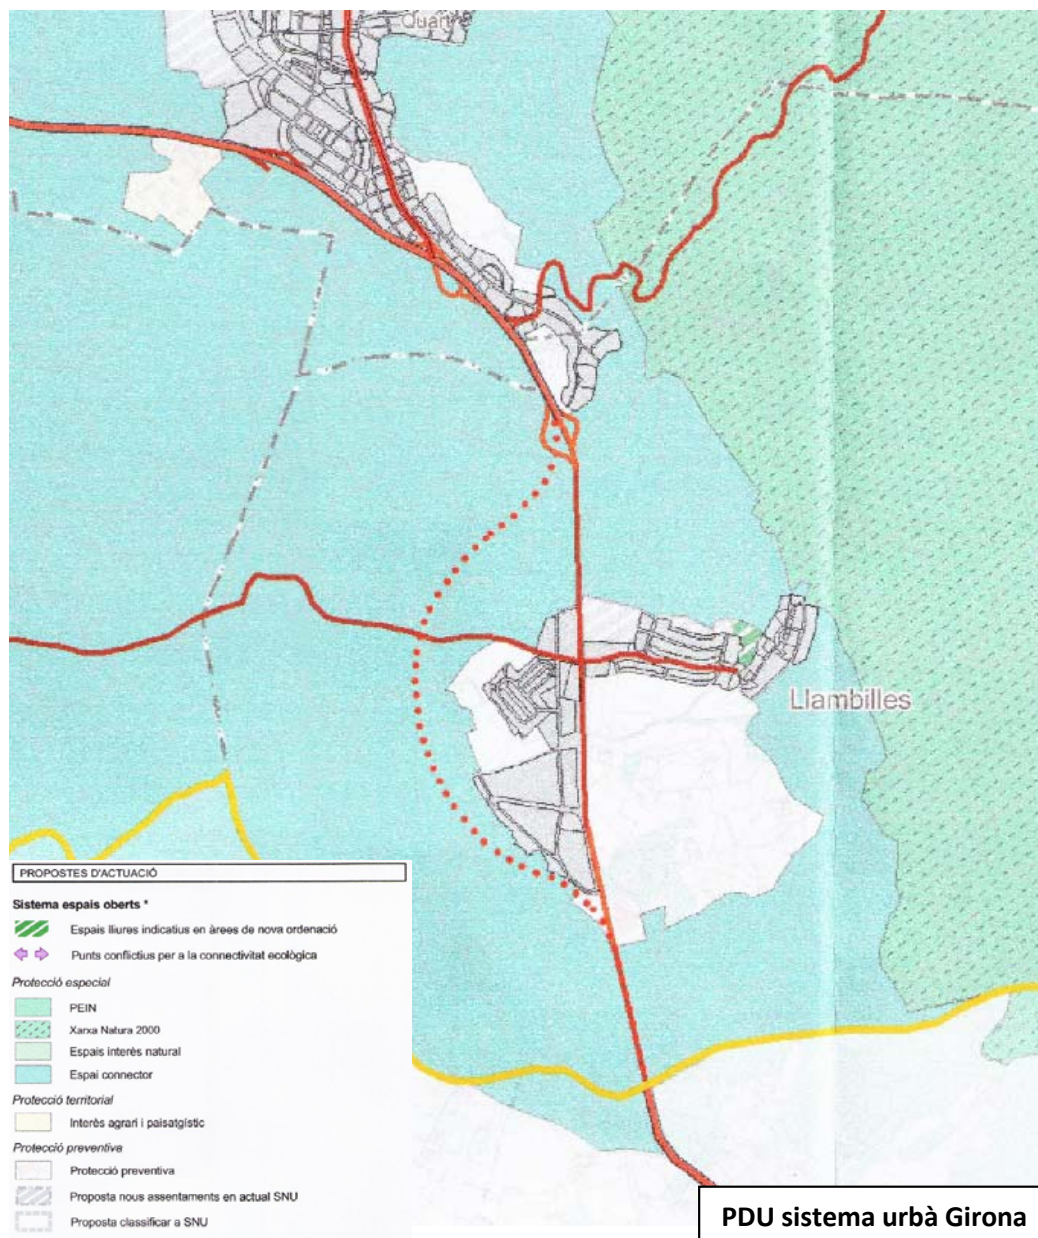 Quart
Llambilles
PROPOSTES D'ACTUACIÓ
Sistema espais oberts *
Espais lliures indicatius en àrees de nova ordenació
Punts conflictius per a la connectivitat ecològica
Protecció especial
PEIN
Xarxa Natura 2000
Espais interès natural
Espai connector
Protecció territorial
Interès agrari i paisatgístic
Protecció preventiva
Protecció preventiva
Proposta nous assentaments en actual SNU
Proposta classificar a SNU
PDU sistema urbà Girona